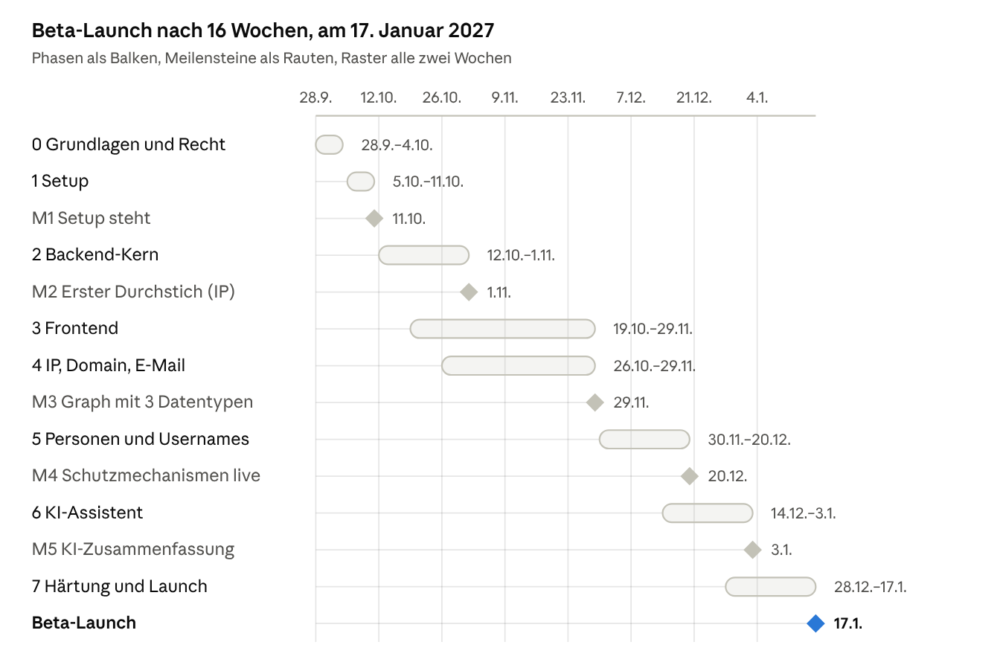 Beta-Launch nach 16 Wochen, am 17. Januar 2027
Phasen als Balken, Meilensteine als Rauten, Raster alle zwei Wochen
28.9. 12.10. 26.10. 9.11. 23.11. 7.12. 21.12. 4.1.
0 Grundlagen und Recht 28.9.–4.10.
1 Setup 5.10.–11.10.
M1 Setup steht 11.10.
2 Backend-Kern 12.10.–1.11.
M2 Erster Durchstich (IP) 1.11.
3 Frontend 19.10.–29.11.
4 IP, Domain, E-Mail 26.10.–29.11.
M3 Graph mit 3 Datentypen 29.11.
5 Personen und Usernames 30.11.–20.12.
M4 Schutzmechanismen live 20.12.
6 KI-Assistent 14.12.–3.1.
M5 KI-Zusammenfassung 3.1.
7 Härtung und Launch 28.12.–17.1.
Beta-Launch 17.1.